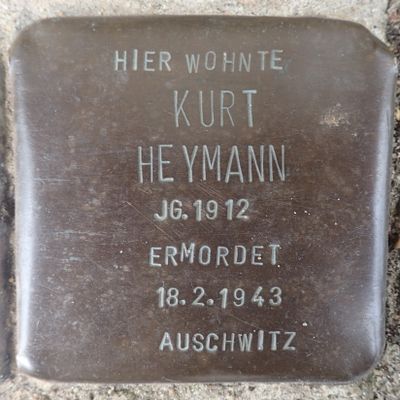 HIER WOHNTE
KURT
HEYMANN
JG.1912
ERMORDET
18.2.1943
AUSCHWITZ